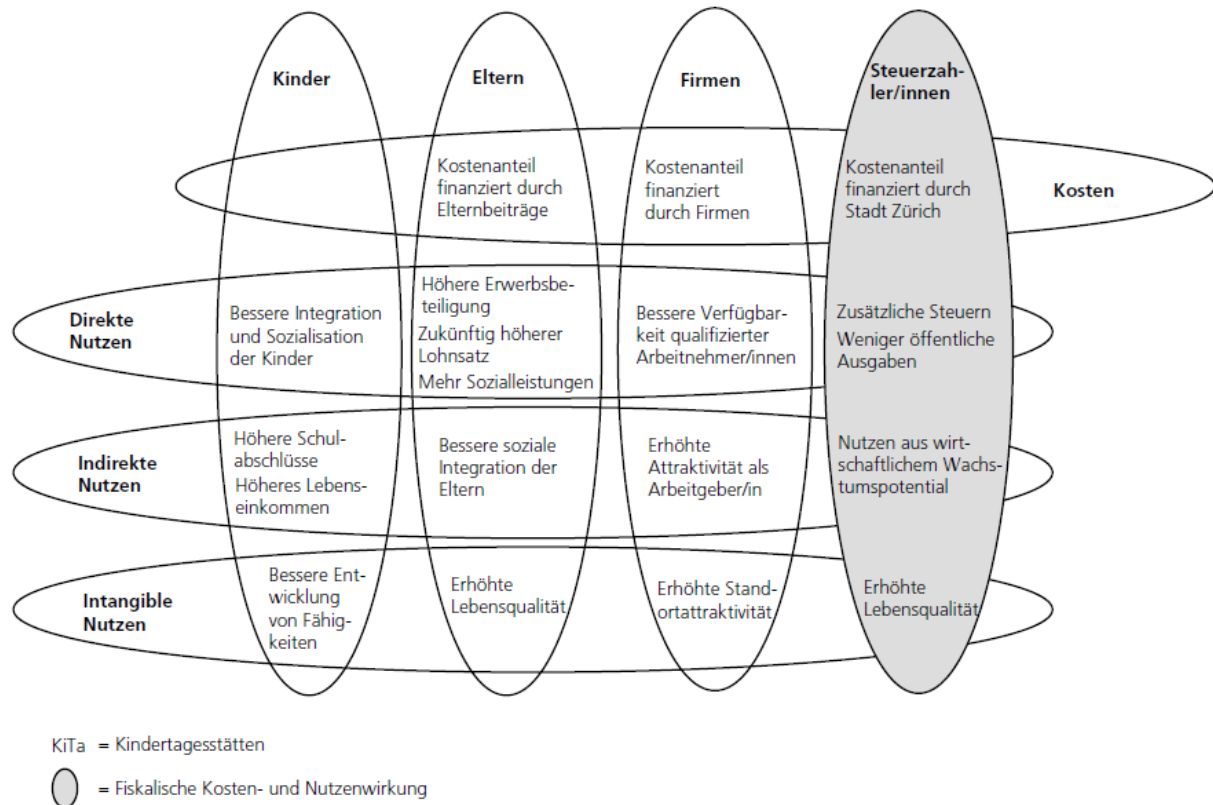 Kinder
Eltern
Firmen
Steuerzah-
ler/innen
Kostenanteil
finanziert durch
Elternbeiträge
Kostenanteil
finanziert
durch Firmen
Kostenanteil
finanziert durch
Stadt Zürich
Kosten
Direkte
Nutzen
Bessere Integration
und Sozialisation
der Kinder
Höhere Erwerbsbe-
teiligung
Zukünftig höherer
Lohnsatz
Mehr Sozialleistungen
Bessere Verfügbar-
keit qualifizierter
Arbeitnehmer/innen
Zusätzliche Steuern
Weniger öffentliche
Ausgaben
Indirekte
Nutzen
Höhere Schul-
abschlüsse
Höheres Lebens-
einkommen
Bessere soziale
Integration der
Eltern
Erhöhte
Attraktivität als
Arbeitgeber/in
Nutzen aus wirt-
schaftlichem Wachs-
tumspotential
Intangible
Nutzen
Bessere Ent-
wicklung
von Fähig-
keiten
Erhöhte
Lebensqualität
Erhöhte Stand-
ortattraktivität
Erhöhte
Lebensqualität
KiTa = Kindertagesstätten
= Fiskalische Kosten- und Nutzenwirkung